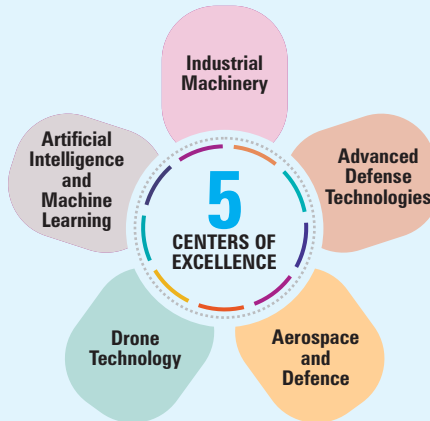 Industrial
Machinery
Artificial
Intelligence
and
Machine
Learning
Advanced
Defense
Technologies
5
CENTERS OF
EXCELLENCE
Drone
Technology
Aerospace
and
Defence